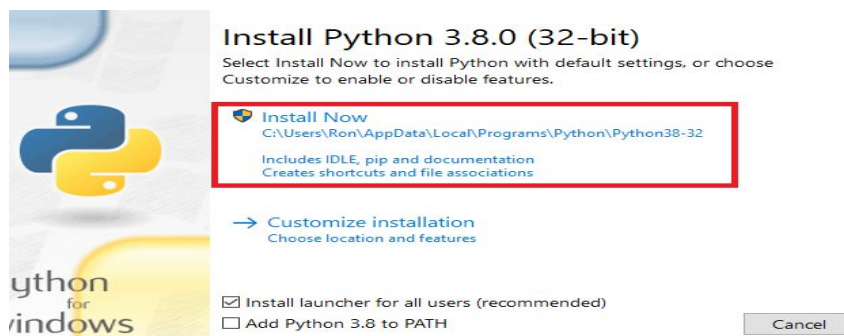 Install Python 3.8.0 (32-bit)
Select Install Now to install Python with default settings, or choose
Customize to enable or disable features.
Install Now
C:\Users\Ron\AppData\Local\Programs\Python\Python38-32
Includes IDLE, pip and documentation
Creates shortcuts and file associations
Customize installation
Choose location and features
ython
for
indows
Install launcher for all users (recommended)
Add Python 3.8 to PATH
Cancel